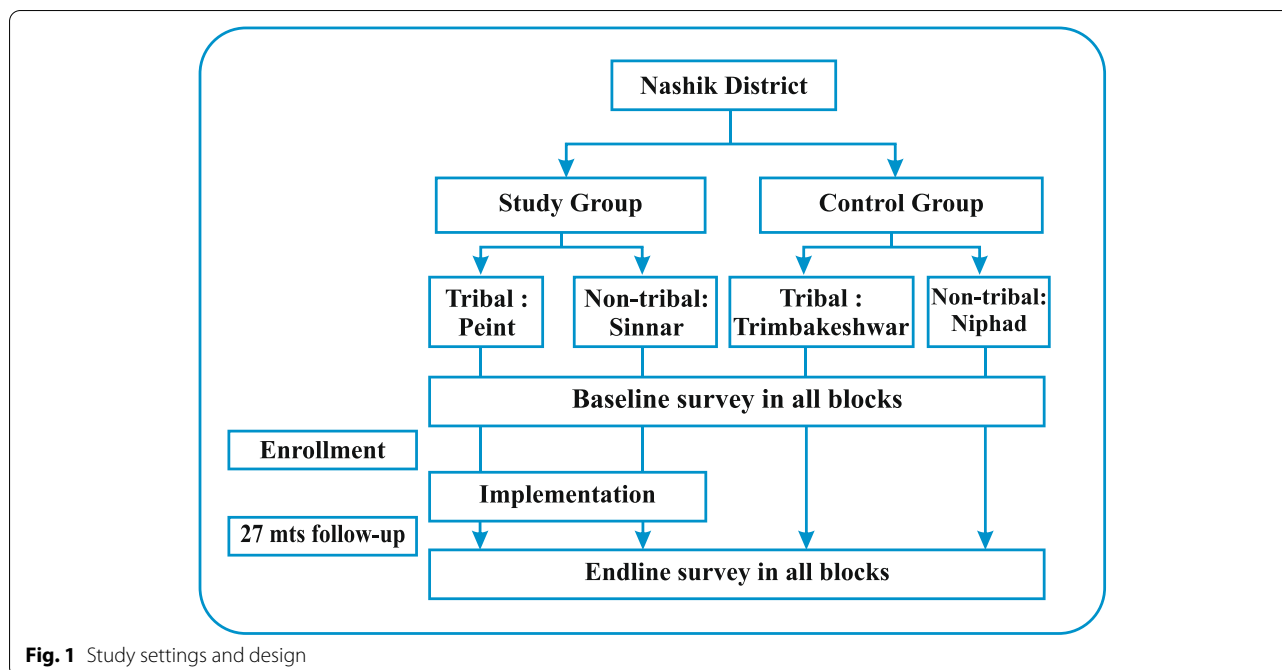 Nashik District
Study Group
Control Group
Tribal :
Peint
Non-tribal:
Sinnar
Tribal :
Trimbakeshwar
Non-tribal:
Niphad
Baseline survey in all blocks
Enrollment
Implementation
27 mts follow-up
Endline survey in all blocks
Fig. 1 Study settings and design